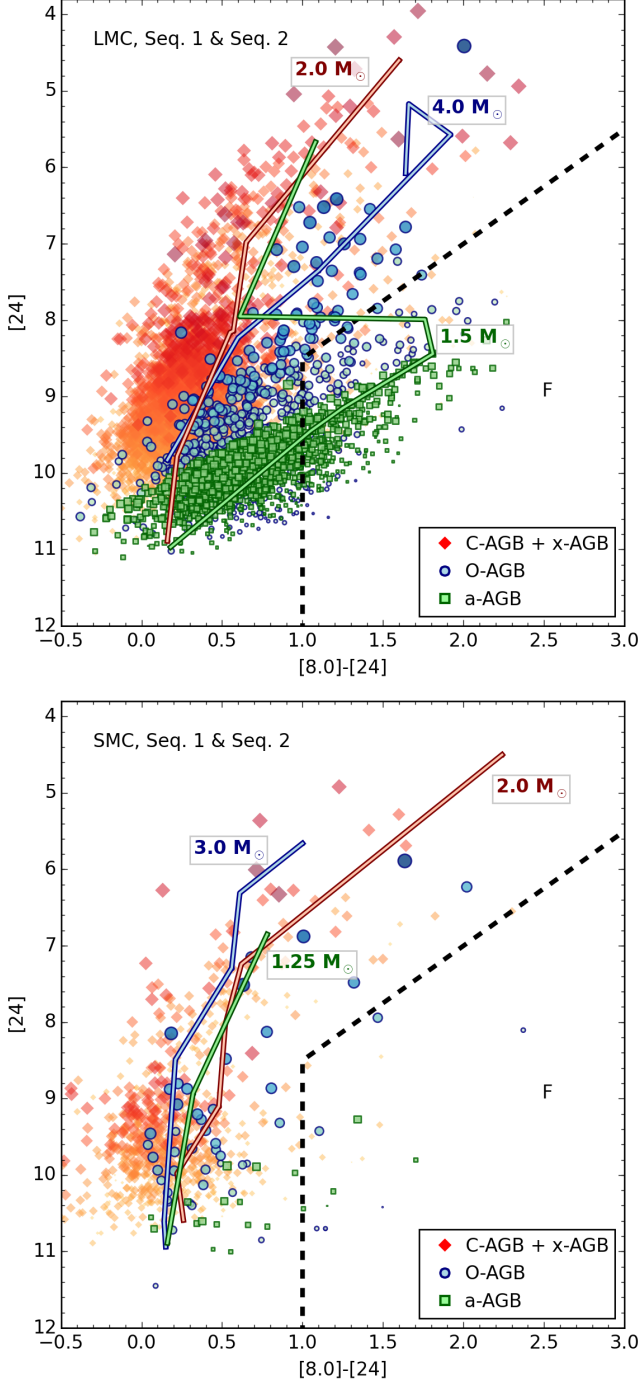 4
LMC, Seq. 1 & Seq. 2
2.0 M☉
5
4.0 M☉
6
7
[24]
8
1.5 M☉
9
F
10
C-AGB + x-AGB
11
O-AGB
a-AGB
12
−0.5 0.0 0.5 1.0 1.5 2.0 2.5 3.0
[8.0]-[24]
4
SMC, Seq. 1 & Seq. 2
5
2.0 M☉
3.0 M☉
6
7
1.25 M☉
[24]
8
9
F
10
11
C-AGB + x-AGB
O-AGB
a-AGB
12
−0.5 0.0 0.5 1.0 1.5 2.0 2.5 3.0
[8.0]-[24]